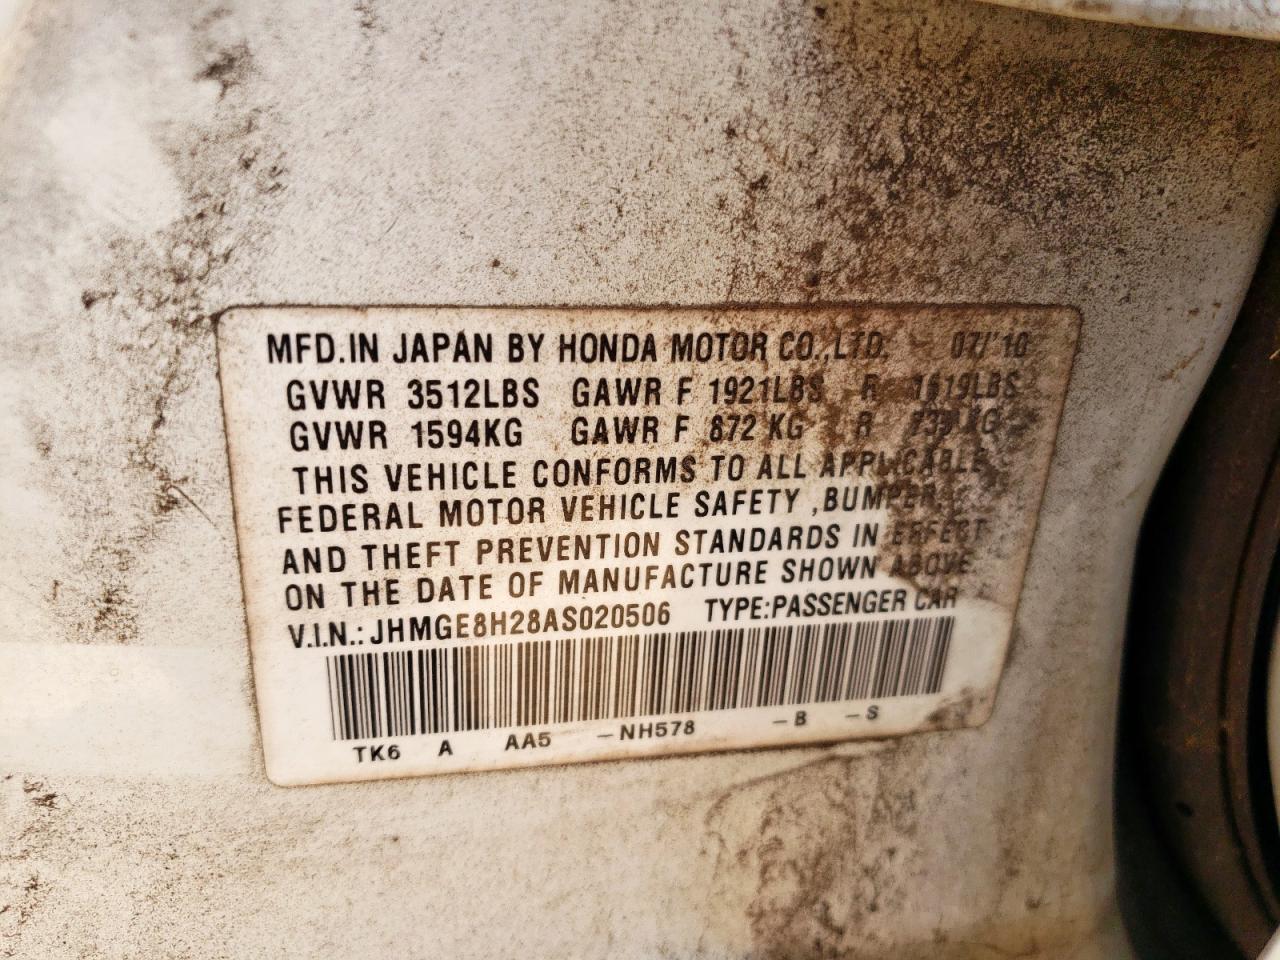 MFD.IN JAPAN BY HONDA MOTOR CO.,LTD. 07/'10
GVWR 3512LBS GAWR F 1921LBS R 1619LBS
GVWR 1594KG GAWR F 872 KG R KG
THIS VEHICLE CONFORMS TO ALL APPLICABLE
FEDERAL MOTOR VEHICLE SAFETY ,BUMPER,
AND THEFT PREVENTION STANDARDS IN EFFECT
ON THE DATE OF MANUFACTURE SHOWN ABOVE.
V.I.N.: JHMGE8H28AS020506 TYPE:PASSENGER CAR
TK6 A AA5 -NH578 -B -S